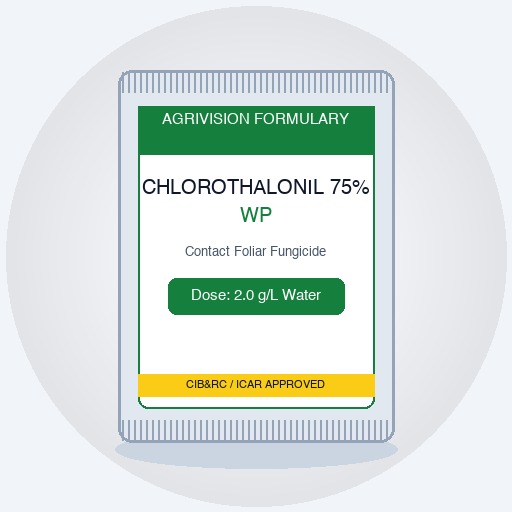 AGRIVISION FORMULARY
CHLOROTHALONIL 75%
WP
Contact Foliar Fungicide
Dose: 2.0 g/L Water
CIB&RC / ICAR APPROVED